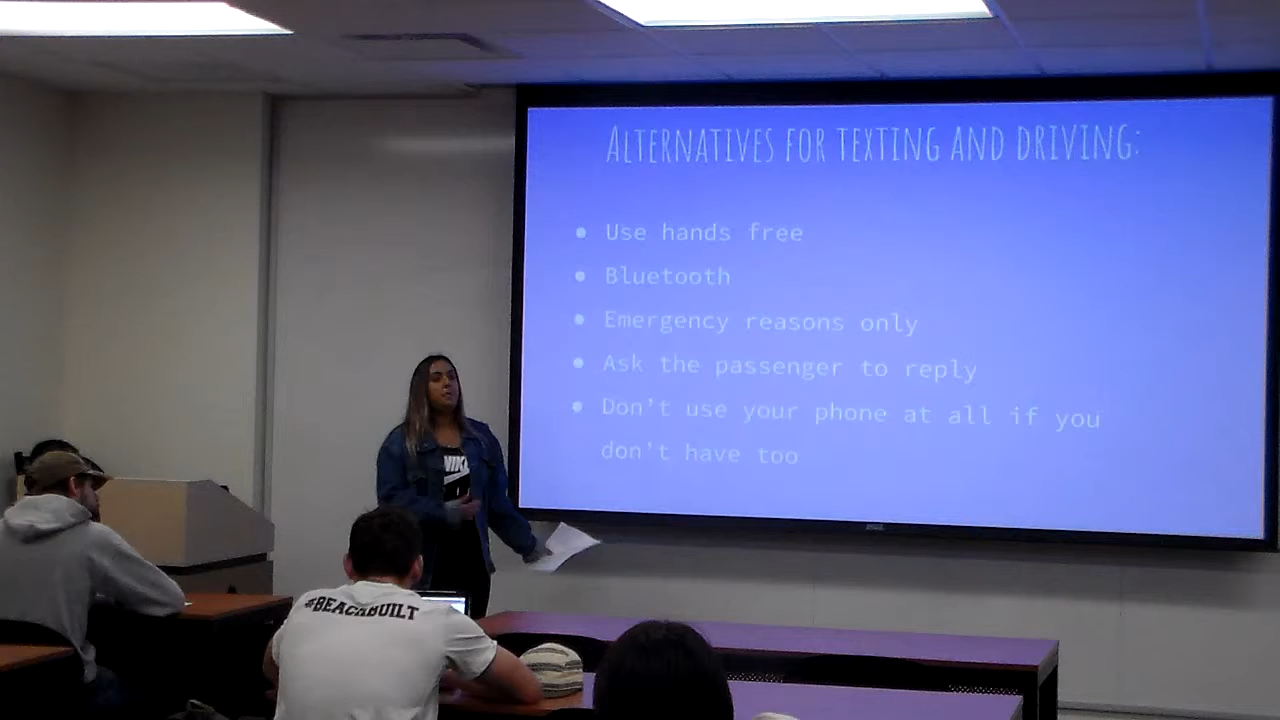 ALTERNATIVES FOR TEXTING AND DRIVING:
● Use hands free
● Bluetooth
● Emergency reasons only
● Ask the passenger to reply
● Don't use your phone at all if you
don't have too
NIKE
#BEACHBUILT